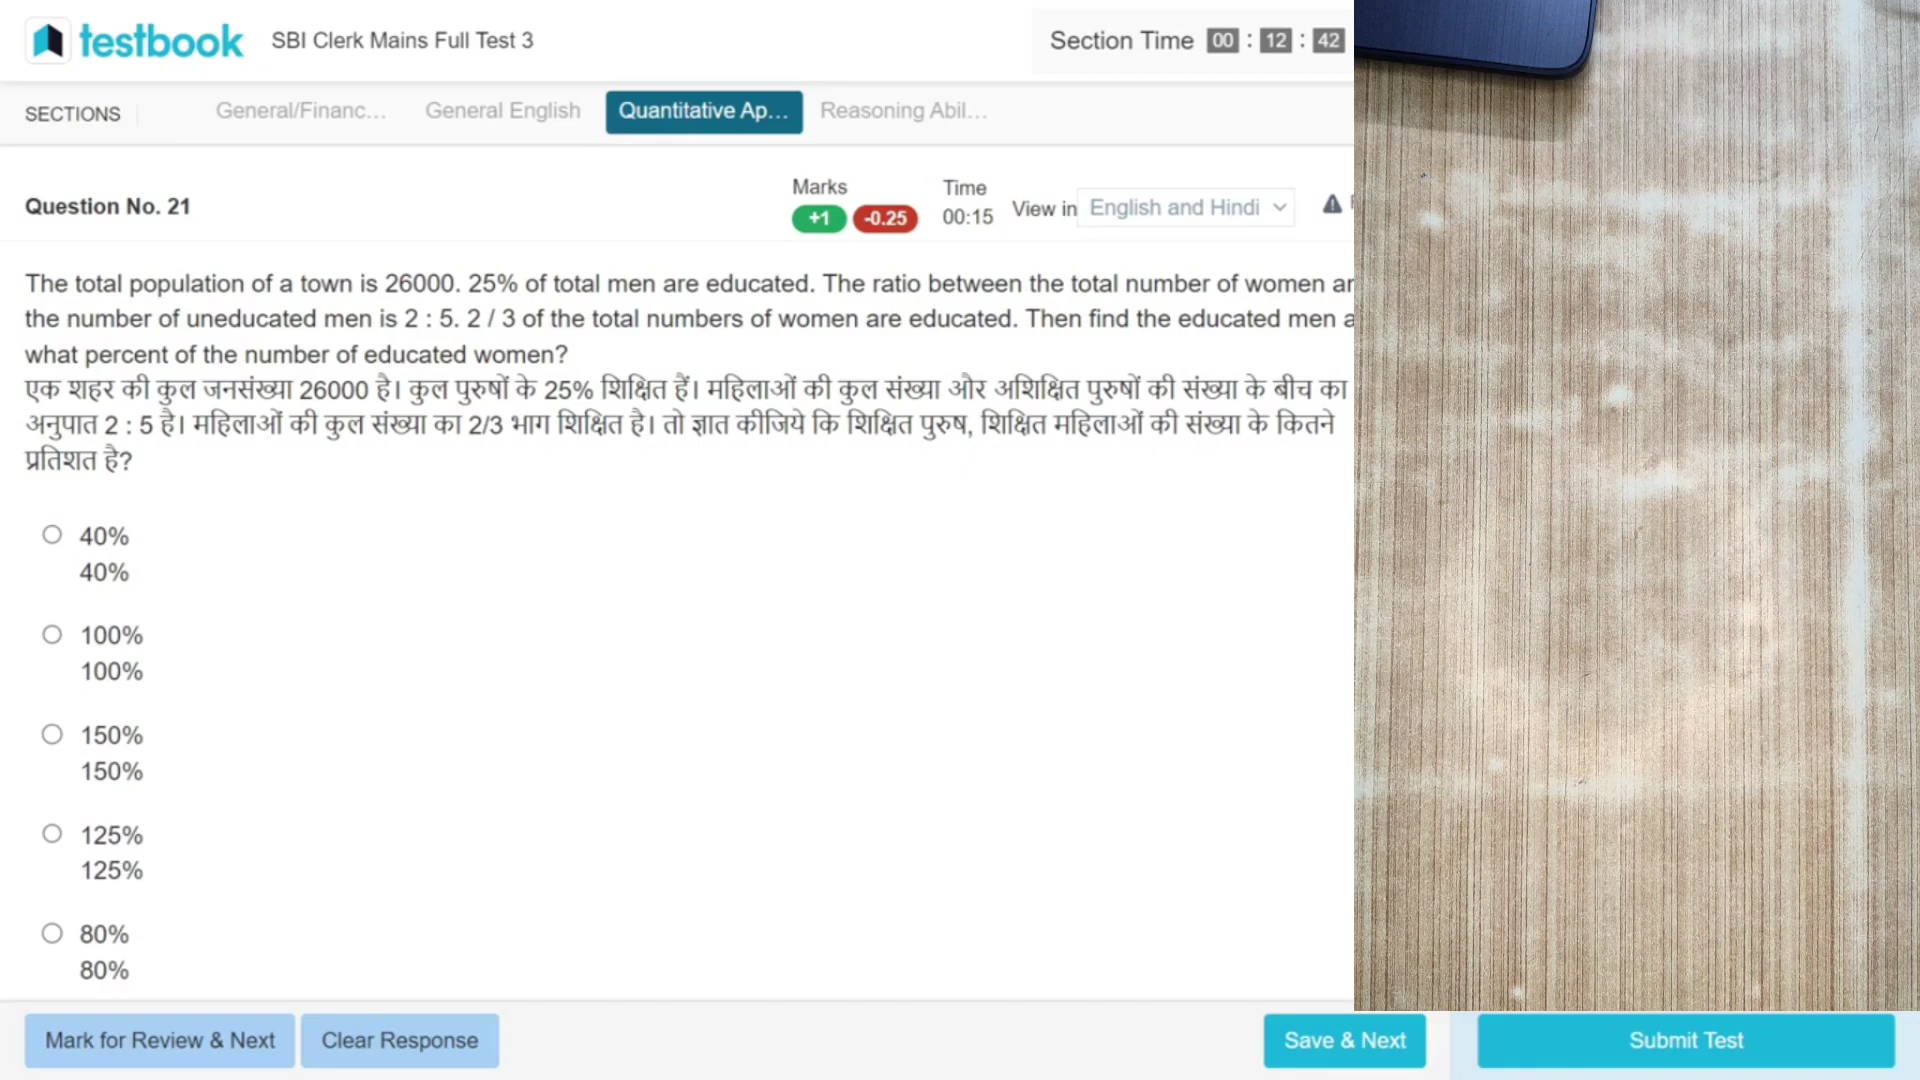 testbook SBI Clerk Mains Full Test 3 Section Time 00 : 12 : 42
SECTIONS General/Financ... General English Quantitative Ap... Reasoning Abil...
Question No. 21 Marks +1 -0.25 Time 00:15 View in English and Hindi
The total population of a town is 26000. 25% of total men are educated. The ratio between the total number of women
the number of uneducated men is 2 : 5. 2 / 3 of the total numbers of women are educated. Then find the educated men
what percent of the number of educated women?
एक शहर की कुल जनसंख्या 26000 है। कुल पुरुषों के 25% शिक्षित हैं। महिलाओं की कुल संख्या और अशिक्षित पुरुषों की संख्या के बीच का
अनुपात 2 : 5 है। महिलाओं की कुल संख्या का 2/3 भाग शिक्षित है। तो ज्ञात कीजिये कि शिक्षित पुरुष, शिक्षित महिलाओं की संख्या के कितने
प्रतिशत है?
40%
40%
100%
100%
150%
150%
125%
125%
80%
80%
Mark for Review & Next Clear Response Save & Next Submit Test